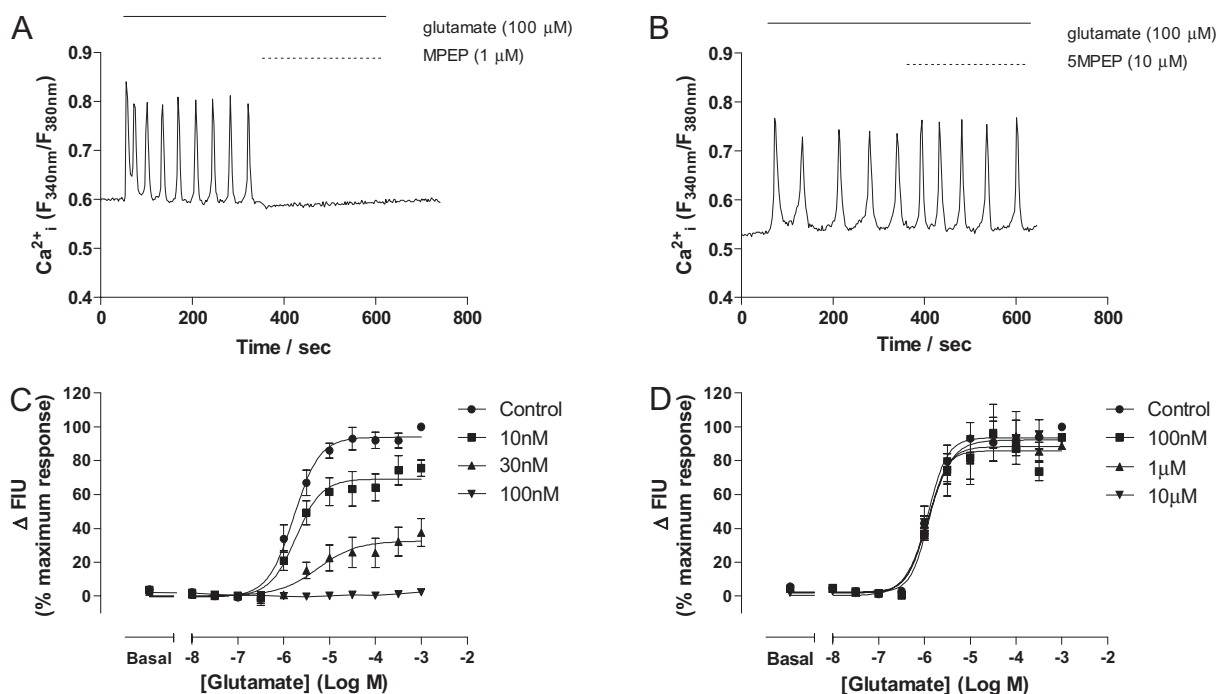 A
glutamate (100 μM)
MPEP (1 μM)
0.9
0.8
0.7
0.6
0.5
0.4
Ca²⁺i (F340nm/F380nm)
0 200 400 600 800
Time / sec
B
glutamate (100 μM)
5MPEP (10 μM)
0.9
0.8
0.7
0.6
0.5
0.4
Ca²⁺i (F340nm/F380nm)
0 200 400 600 800
Time / sec
C
120
100
80
60
40
20
0
Δ FIU
(% maximum response)
Control
10nM
30nM
100nM
Basal -8 -7 -6 -5 -4 -3 -2
[Glutamate] (Log M)
D
120
100
80
60
40
20
0
Δ FIU
(% maximum response)
Control
100nM
1μM
10μM
Basal -8 -7 -6 -5 -4 -3 -2
[Glutamate] (Log M)